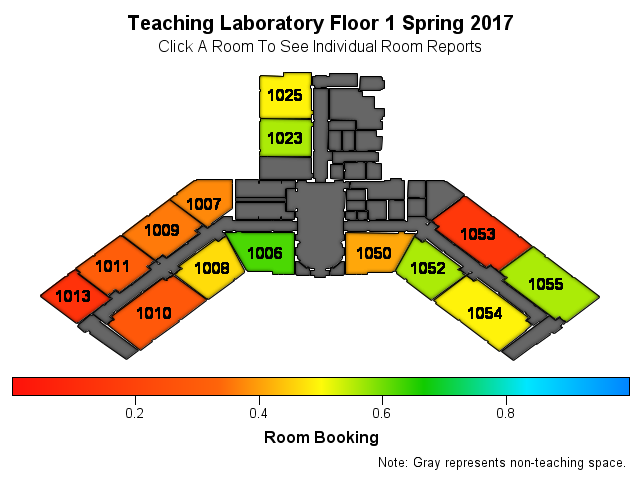 Teaching Laboratory Floor 1 Spring 2017
Click A Room To See Individual Room Reports
1025
1023
1007
1009
1011
1013
1006
1008
1010
1050
1052
1053
1054
1055
0.2 0.4 0.6 0.8
Room Booking
Note: Gray represents non-teaching space.